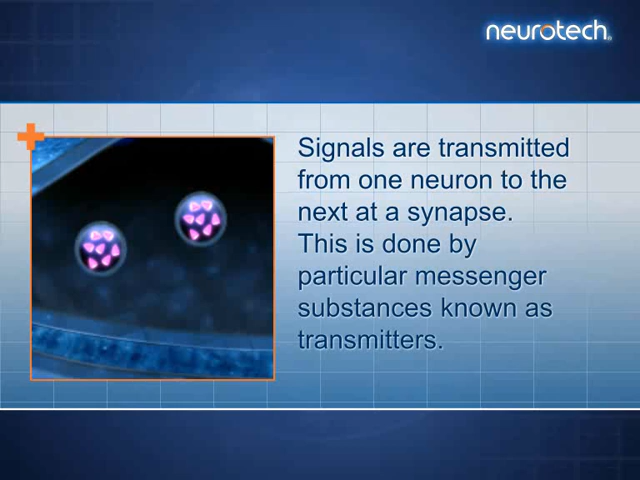 neurotech®
Signals are transmitted
from one neuron to the
next at a synapse.
This is done by
particular messenger
substances known as
transmitters.